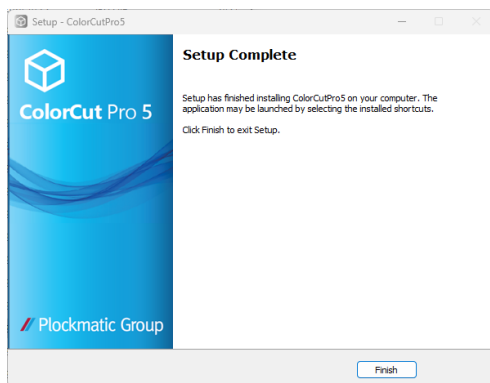 Setup - ColorCutPro5
ColorCut Pro 5
Plockmatic Group
Setup Complete
Setup has finished installing ColorCutPro5 on your computer. The
application may be launched by selecting the installed shortcuts.
Click Finish to exit Setup.
Finish